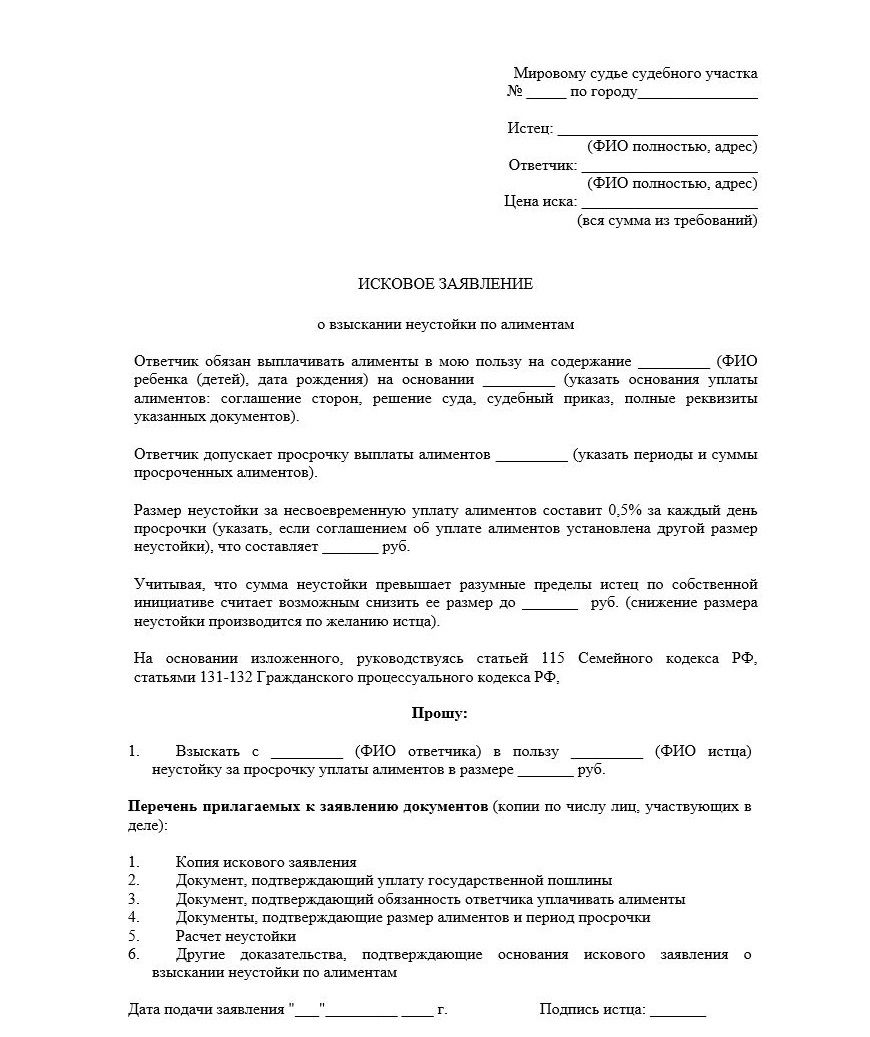 Мировому судье судебного участка
№ _____ по городу_______________
Истец: _________________________
(ФИО полностью, адрес)
Ответчик: ______________________
(ФИО полностью, адрес)
Цена иска: ______________________
(вся сумма из требований)
ИСКОВОЕ ЗАЯВЛЕНИЕ
о взыскании неустойки по алиментам
Ответчик обязан выплачивать алименты в мою пользу на содержание _________ (ФИО
ребенка (детей), дата рождения) на основании _________ (указать основания уплаты
алиментов: соглашение сторон, решение суда, судебный приказ, полные реквизиты
указанных документов).
Ответчик допускает просрочку выплаты алиментов _________ (указать периоды и суммы
просроченных алиментов).
Размер неустойки за несвоевременную уплату алиментов составит 0,5% за каждый день
просрочки (указать, если соглашением об уплате алиментов установлена другой размер
неустойки), что составляет _______ руб.
Учитывая, что сумма неустойки превышает разумные пределы истец по собственной
инициативе считает возможным снизить ее размер до _______ руб. (снижение размера
неустойки производится по желанию истца).
На основании изложенного, руководствуясь статьей 115 Семейного кодекса РФ,
статьями 131-132 Гражданского процессуального кодекса РФ,
Прошу:
1. Взыскать с _________ (ФИО ответчика) в пользу _________ (ФИО истца)
неустойку за просрочку уплаты алиментов в размере _______ руб.
Перечень прилагаемых к заявлению документов (копии по числу лиц, участвующих в
деле):
1. Копия искового заявления
2. Документ, подтверждающий уплату государственной пошлины
3. Документ, подтверждающий обязанность ответчика уплачивать алименты
4. Документы, подтверждающие размер алиментов и период просрочки
5. Расчет неустойки
6. Другие доказательства, подтверждающие основания искового заявления о
взыскании неустойки по алиментам
Дата подачи заявления "___"_________ ____ г. Подпись истца: _______